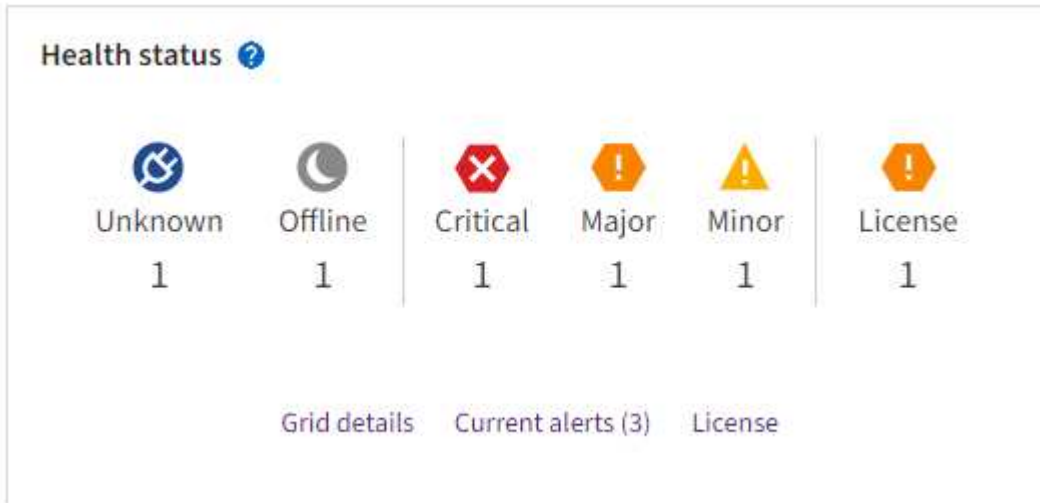 Health status ?
Unknown Offline Critical Major Minor License
1 1 1 1 1 1
Grid details Current alerts (3) License